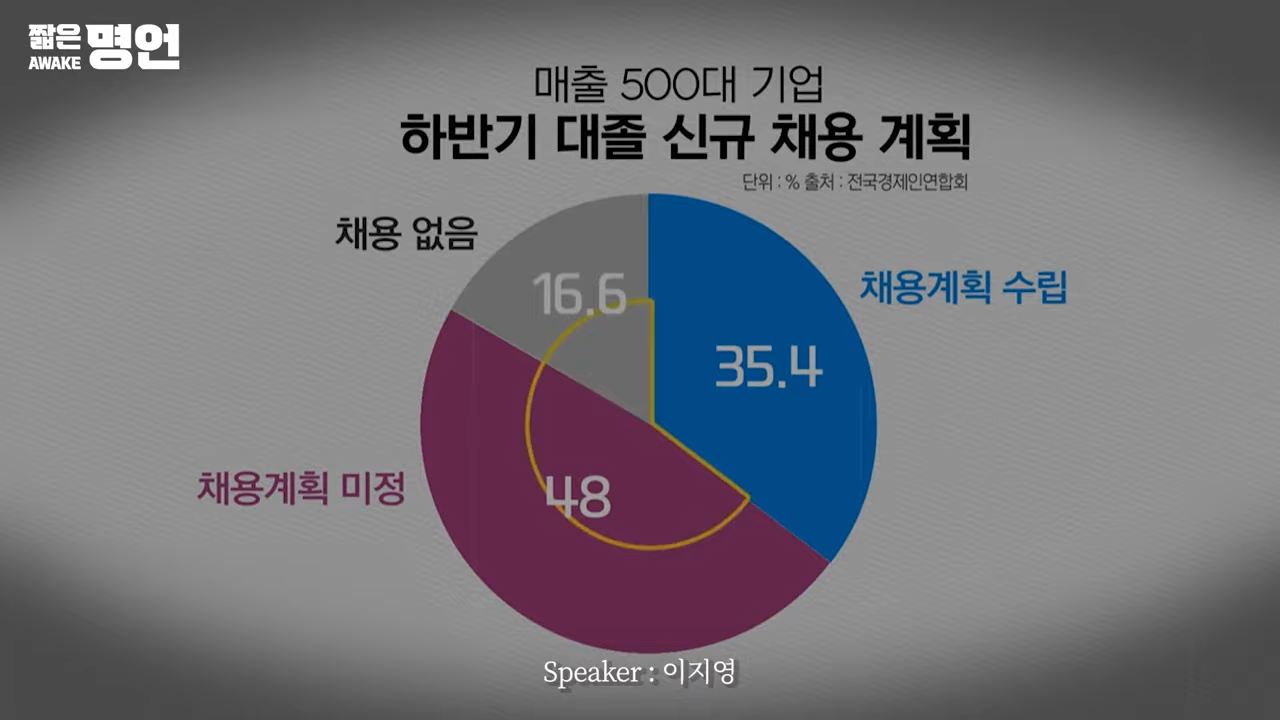 짧은 명언
AWAKE
매출 500대 기업
하반기 대졸 신규 채용 계획
단위 : % 출처 : 전국경제인연합회
채용 없음
16.6
채용계획 수립
35.4
채용계획 미정
48
Speaker : 이지영